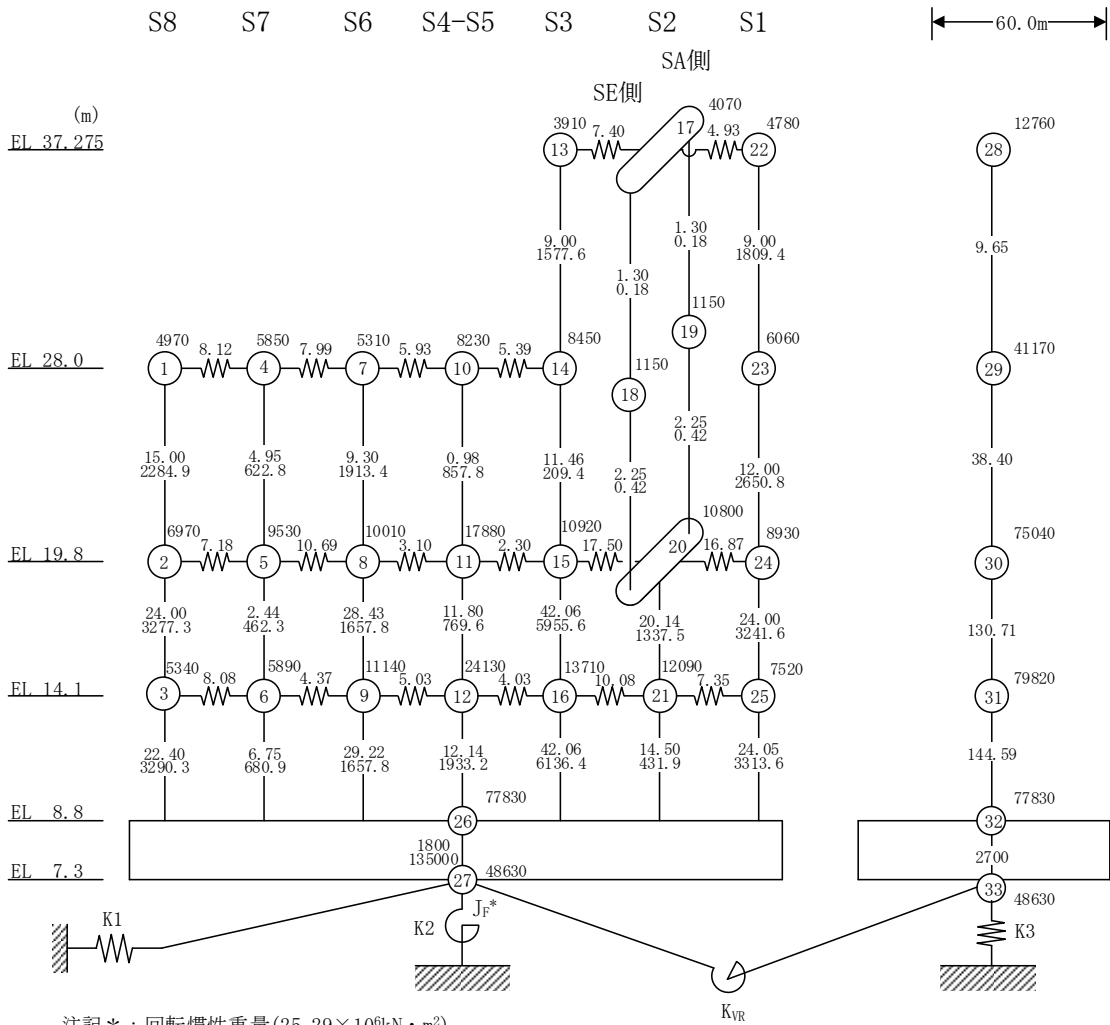 S8 S7 S6 S4-S5 S3 S2 S1 60.0m
SA側
SE側
(m) 4070
3910 7.40 17 4.93 4780 12760
EL 37.275 13 22 28
1.30
0.18
9.00 9.00 9.65
1577.6 1809.4
1.30
0.18
1150
19
4970 8.12 5850 7.99 5310 5.93 8230 5.39 8450 6060 41170
EL 28.0 1 4 7 10 14 23 29
1150
18
2.25
0.42
15.00 4.95 9.30 0.98 11.46 12.00 38.40
2284.9 622.8 1913.4 857.8 209.4 2650.8
2.25
0.42
10800
6970 7.18 9530 10.69 10010 3.10 17880 2.30 10920 17.50 20 16.87 8930 75040
EL 19.8 2 5 8 11 15 24 30
24.00 2.44 28.43 11.80 42.06 20.14 24.00 130.71
3277.3 462.3 1657.8 769.6 5955.6 1337.5 3241.6
5340 8.08 5890 4.37 11140 5.03 24130 4.03 13710 10.08 12090 7.35 7520 79820
EL 14.1 3 6 9 12 16 21 25 31
22.40 6.75 29.22 12.14 42.06 14.50 24.05 144.59
3290.3 680.9 1657.8 1933.2 6136.4 431.9 3313.6
77830 77830
EL 8.8 26 32
1800 2700
135000
EL 7.3 27 48630 33 48630
K1 K2 JF* K3
KVR
注記*:回転慣性重量(25.29×10⁶kN・m²)